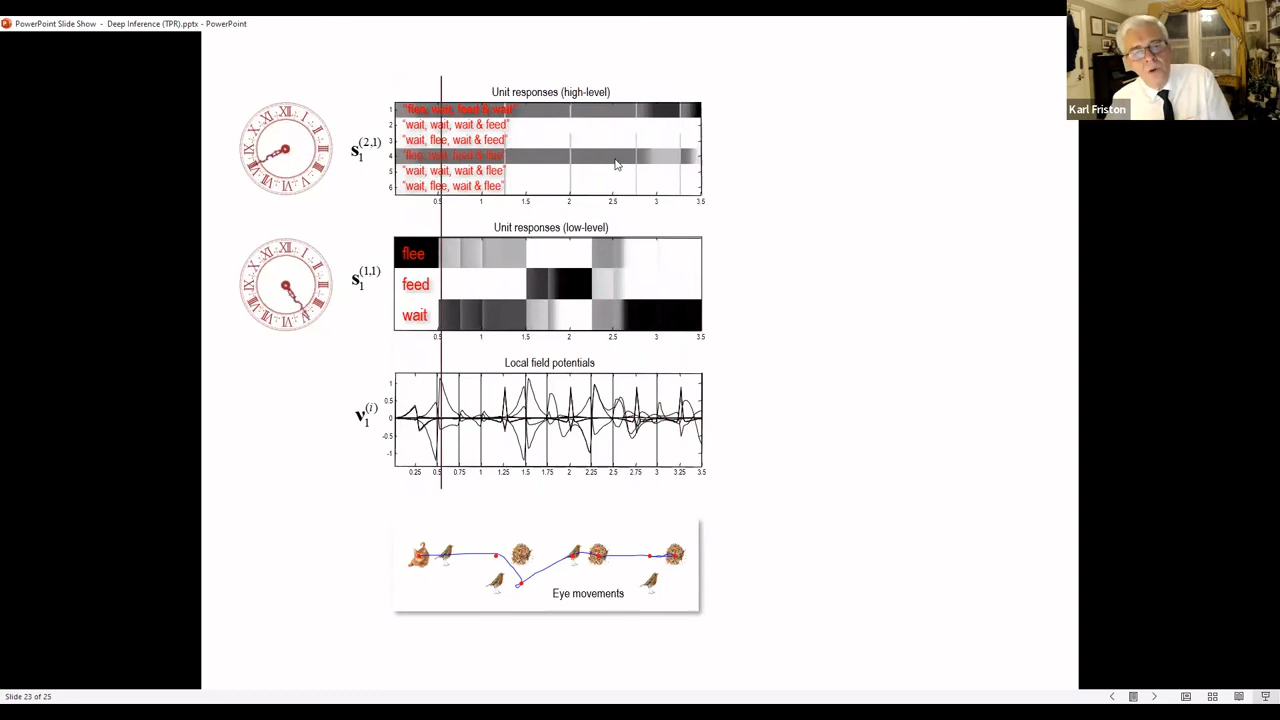 PowerPoint Slide Show - Deep Inference (TPR).pptx - PowerPoint
Karl Friston
Unit responses (high-level)
s₁⁽²,¹⁾
1
2
3
4
5
6
"flee, wait, feed & wait"
"wait, wait, wait & feed"
"wait, flee, wait & feed"
"flee, wait, feed & flee"
"wait, wait, wait & flee"
"wait, flee, wait & flee"
0.5 1 1.5 2 2.5 3 3.5
Unit responses (low-level)
s₁⁽¹,¹⁾
flee
feed
wait
0.5 1 1.5 2 2.5 3 3.5
Local field potentials
v₁⁽ⁱ⁾
1
0.5
0
-0.5
-1
0.25 0.5 0.75 1 1.25 1.5 1.75 2 2.25 2.5 2.75 3 3.25 3.5
Eye movements
Slide 23 of 25